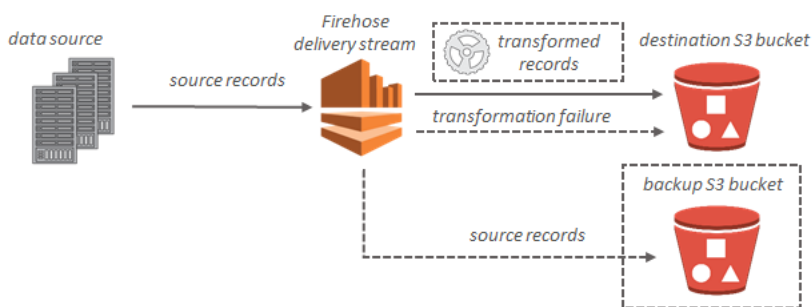 data source
source records
Firehose
delivery stream
transformed
records
transformation failure
destination S3 bucket
backup S3 bucket
source records